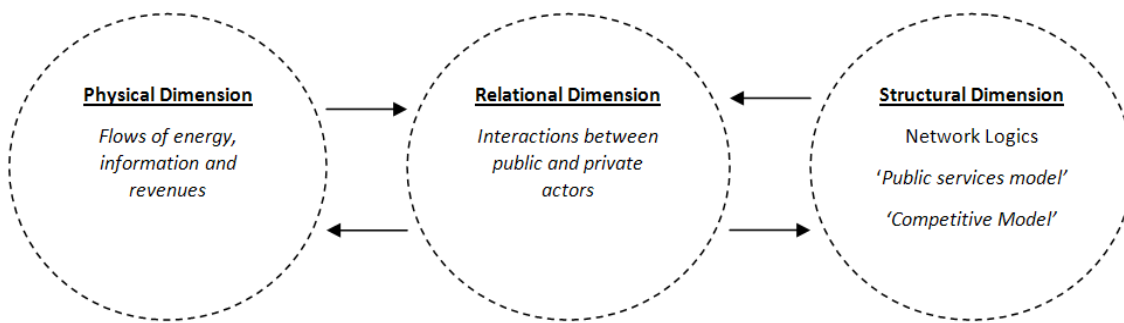 Physical Dimension
Flows of energy,
information and
revenues
Relational Dimension
Interactions between
public and private
actors
Structural Dimension
Network Logics
‘Public services model’
‘Competitive Model’